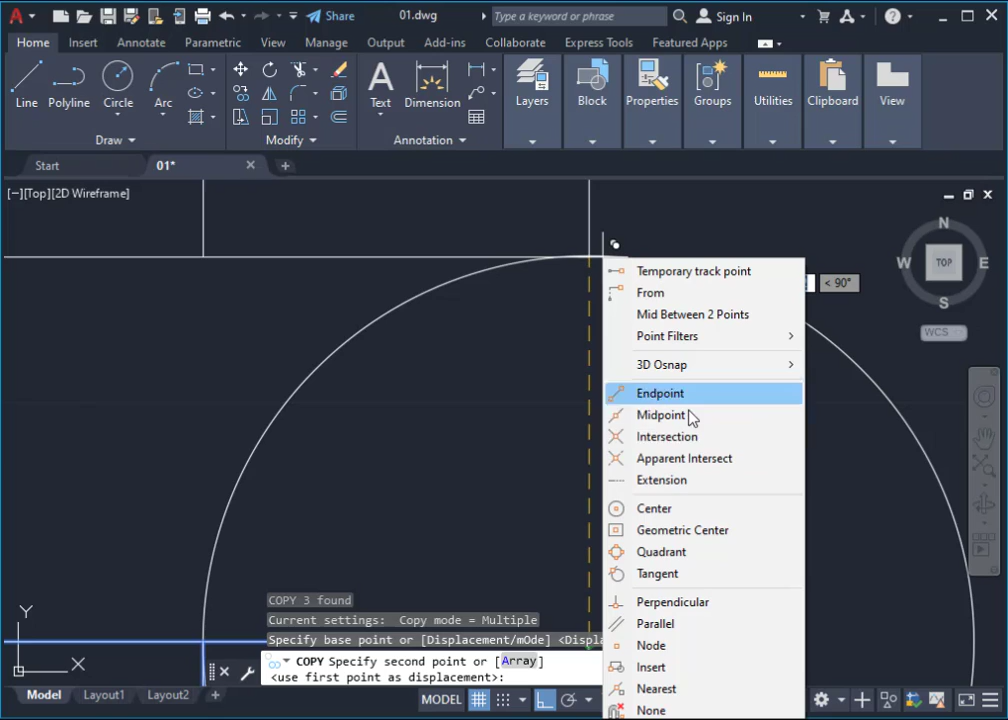 Share
01.dwg
Type a keyword or phrase
Sign In
Home Insert Annotate Parametric View Manage Output Add-ins Collaborate Express Tools Featured Apps
Line Polyline Circle Arc
Text Dimension
Layers Block Properties Groups Utilities Clipboard View
Draw Modify Annotation
Start 01*
[−][Top][2D Wireframe]
N
W TOP E
S
WCS
< 90°
Temporary track point
From
Mid Between 2 Points
Point Filters
3D Osnap
Endpoint
Midpoint
Intersection
Apparent Intersect
Extension
Center
Geometric Center
Quadrant
Tangent
Perpendicular
Parallel
Node
Insert
Nearest
None
Y
X
COPY 3 found
Current settings: Copy mode = Multiple
Specify base point or [Displacement/mOde] <Displa
COPY Specify second point or [Array]
<use first point as displacement>:
Model Layout1 Layout2
MODEL